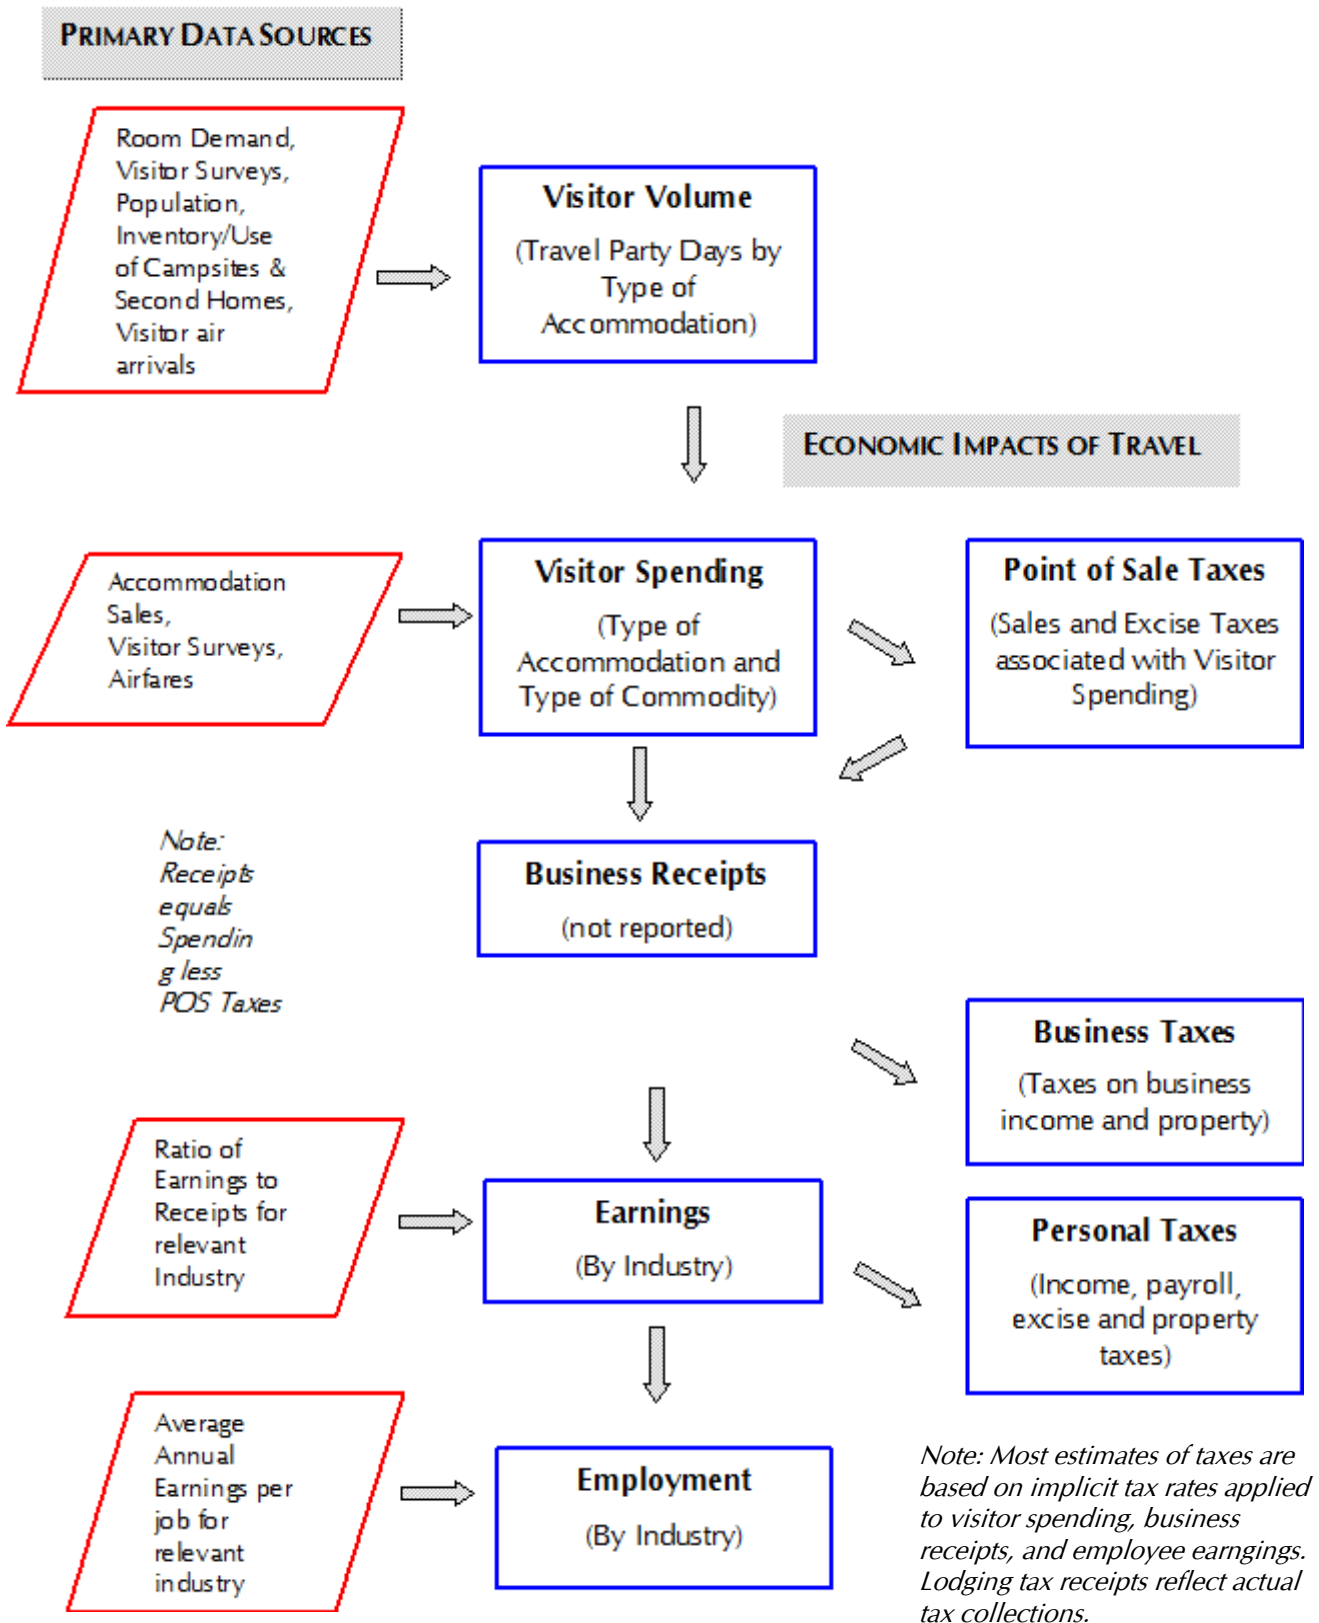 PRIMARY DATA SOURCES
Room Demand,
Visitor Surveys,
Population,
Inventory/Use
of Campsites &
Second Homes,
Visitor air
arrivals
Visitor Volume
(Travel Party Days by
Type of
Accommodation)
ECONOMIC IMPACTS OF TRAVEL
Accommodation
Sales,
Visitor Surveys,
Airfares
Visitor Spending
(Type of
Accommodation and
Type of Commodity)
Point of Sale Taxes
(Sales and Excise Taxes
associated with Visitor
Spending)
Note:
Receipts
equals
Spendin
g less
POS Taxes
Business Receipts
(not reported)
Business Taxes
(Taxes on business
income and property)
Ratio of
Earnings to
Receipts for
relevant
Industry
Earnings
(By Industry)
Personal Taxes
(Income, payroll,
excise and property
taxes)
Average
Annual
Earnings per
job for
relevant
industry
Employment
(By Industry)
Note: Most estimates of taxes are
based on implicit tax rates applied
to visitor spending, business
receipts, and employee earngings.
Lodging tax receipts reflect actual
tax collections.